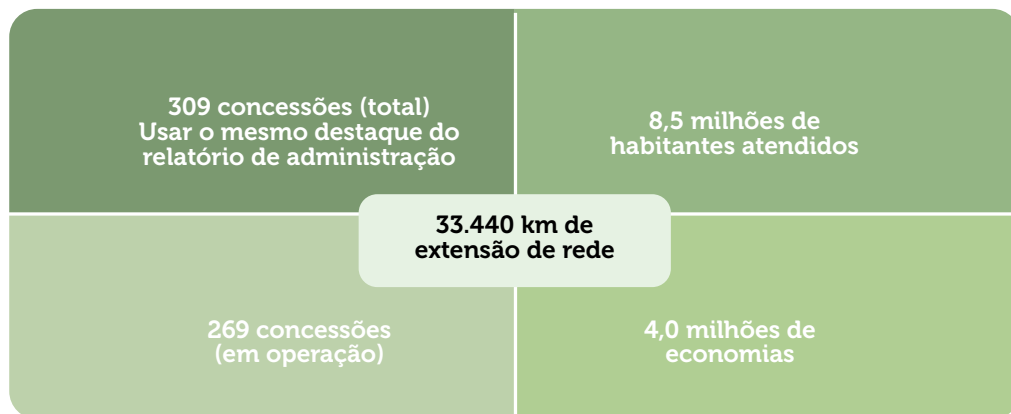 309 concessões (total)
Usar o mesmo destaque do
relatório de administração
8,5 milhões de
habitantes atendidos
33.440 km de
extensão de rede
269 concessões
(em operação)
4,0 milhões de
economias